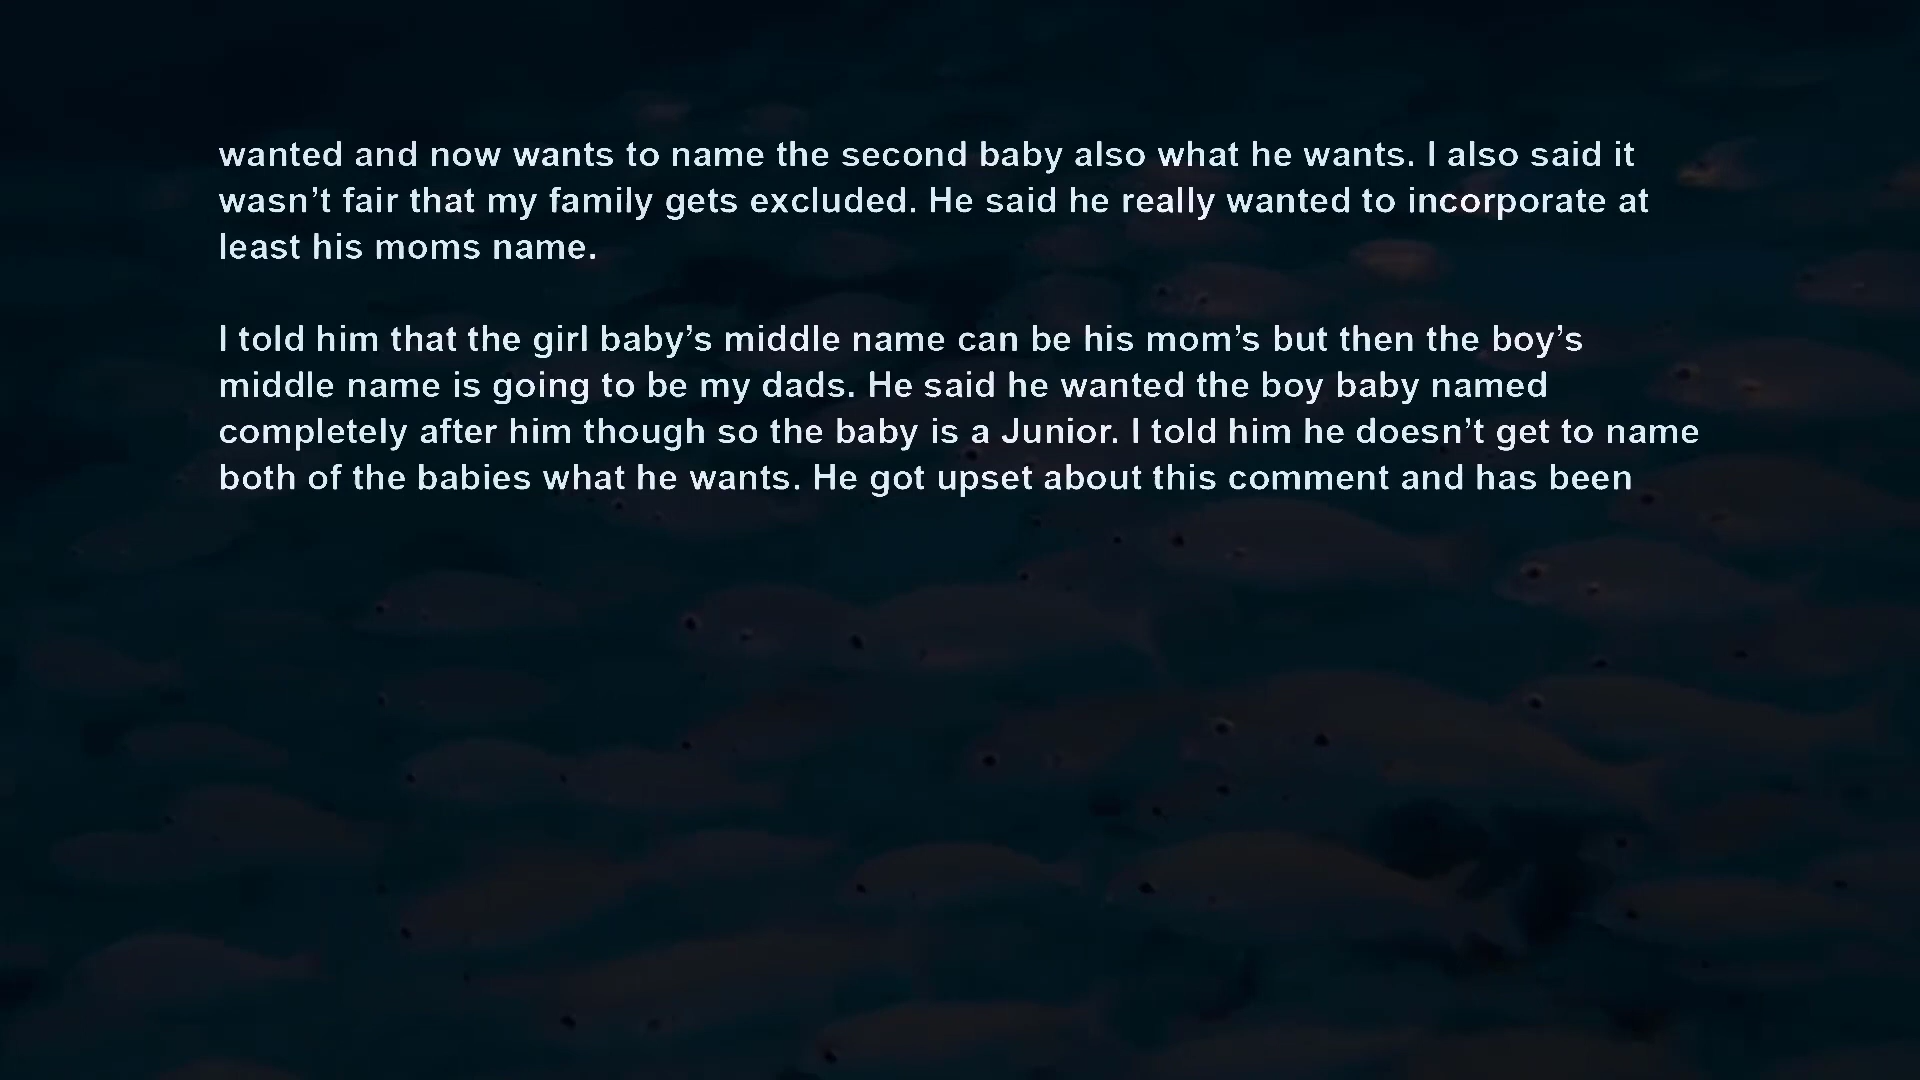 wanted and now wants to name the second baby also what he wants. I also said it
wasn’t fair that my family gets excluded. He said he really wanted to incorporate at
least his moms name.
I told him that the girl baby’s middle name can be his mom’s but then the boy’s
middle name is going to be my dads. He said he wanted the boy baby named
completely after him though so the baby is a Junior. I told him he doesn’t get to name
both of the babies what he wants. He got upset about this comment and has been